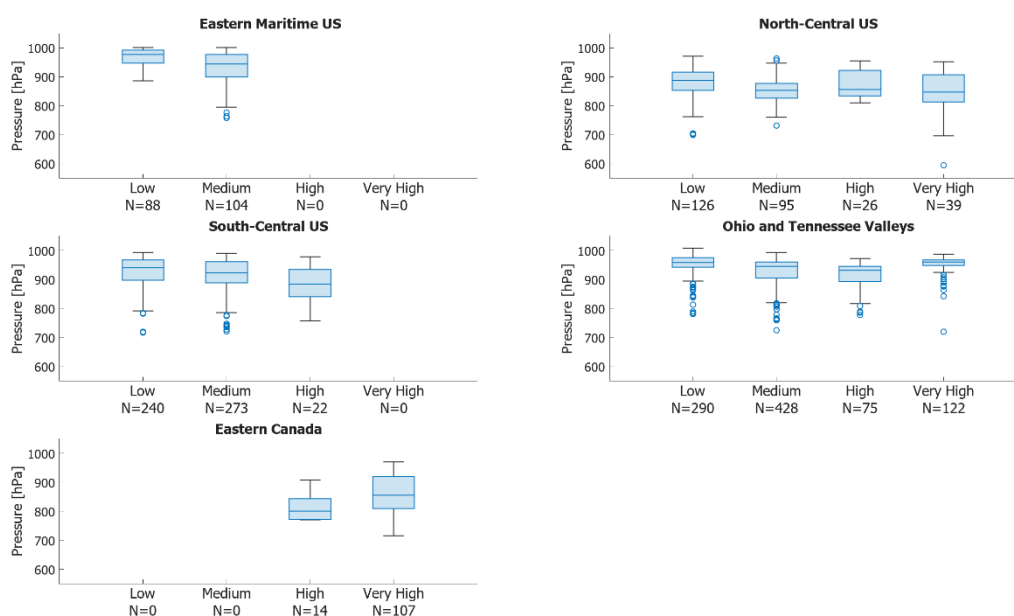 Eastern Maritime US
Pressure [hPa]
1000
900
800
700
600
Low Medium High Very High
N=88 N=104 N=0 N=0
North-Central US
Pressure [hPa]
1000
900
800
700
600
Low Medium High Very High
N=126 N=95 N=26 N=39
South-Central US
Pressure [hPa]
1000
900
800
700
600
Low Medium High Very High
N=240 N=273 N=22 N=0
Ohio and Tennessee Valleys
Pressure [hPa]
1000
900
800
700
600
Low Medium High Very High
N=290 N=428 N=75 N=122
Eastern Canada
Pressure [hPa]
1000
900
800
700
600
Low Medium High Very High
N=0 N=0 N=14 N=107